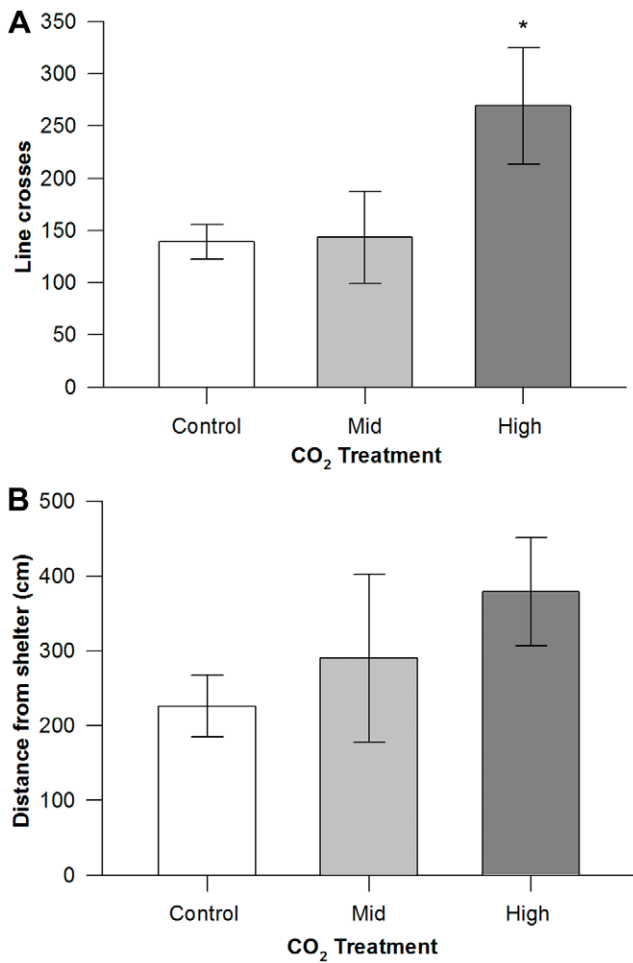 A
350
300
250
200
150
100
50
0
Line crosses
*
Control Mid High
CO₂ Treatment
B
500
400
300
200
100
0
Distance from shelter (cm)
Control Mid High
CO₂ Treatment